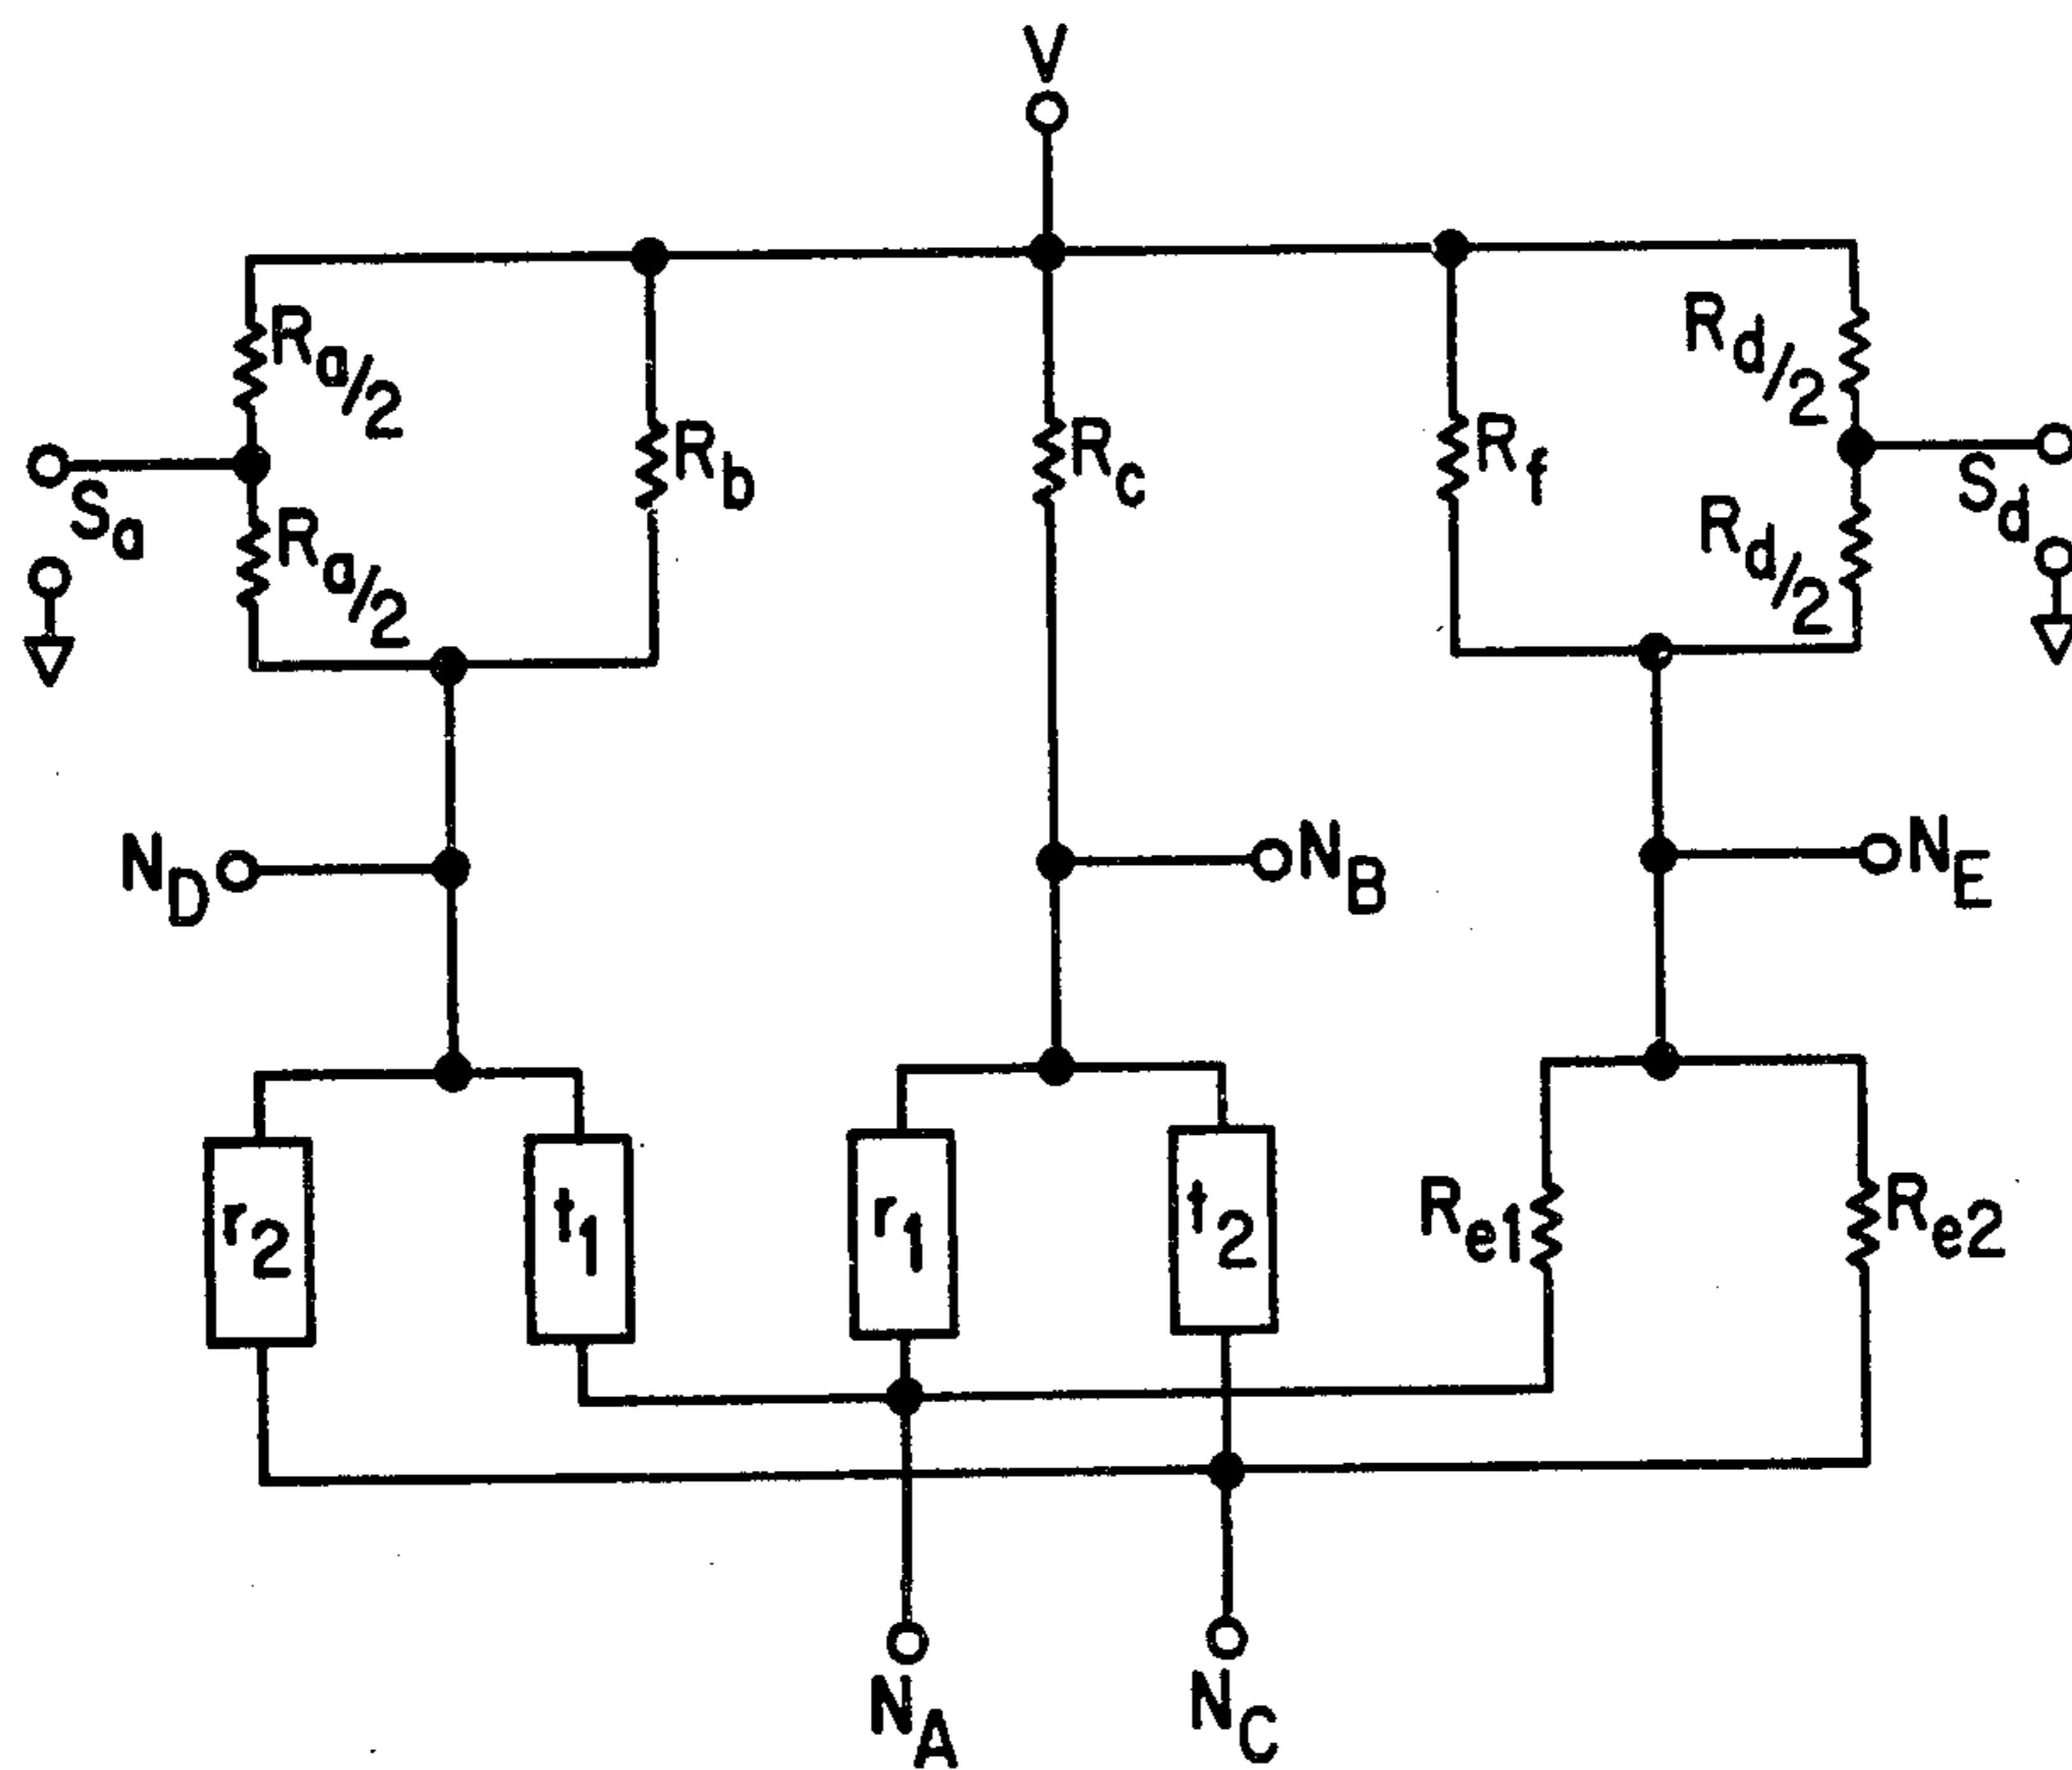 V
Ra/2
Rd/2
Rb
Rc
Rf
Sa
Sd
Ra/2
Rd/2
ND
NB
NE
r2
t1
r1
t2
Re1
Re2
NA
NC